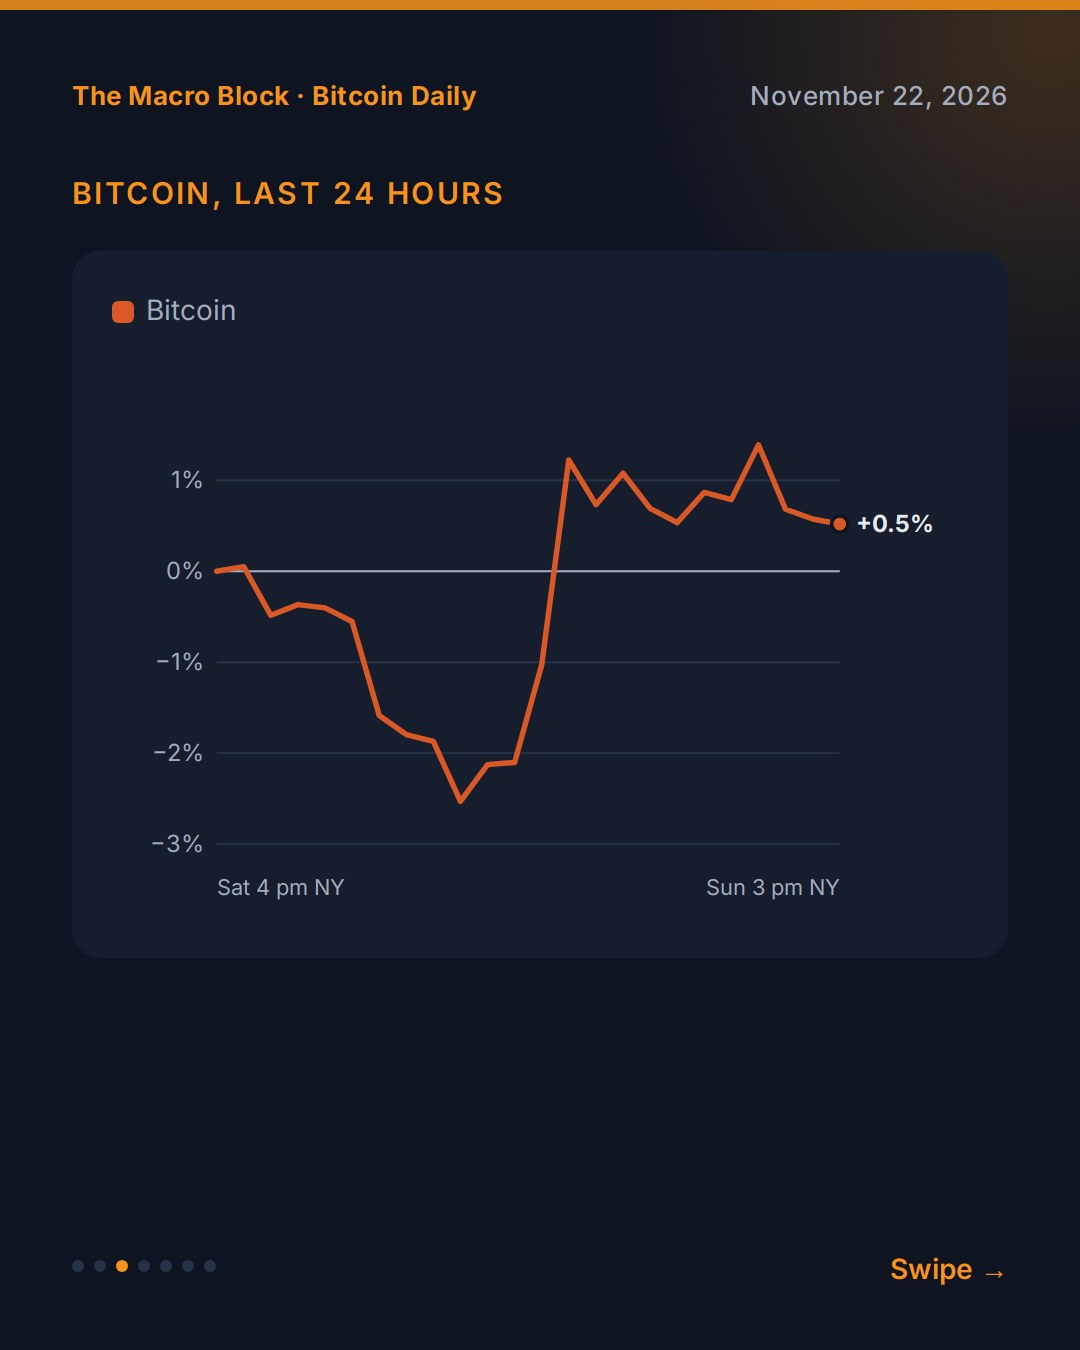 The Macro Block · Bitcoin Daily
November 22, 2026
BITCOIN, LAST 24 HOURS
Bitcoin
1%
+0.5%
0%
−1%
−2%
−3%
Sat 4 pm NY
Sun 3 pm NY
Swipe →